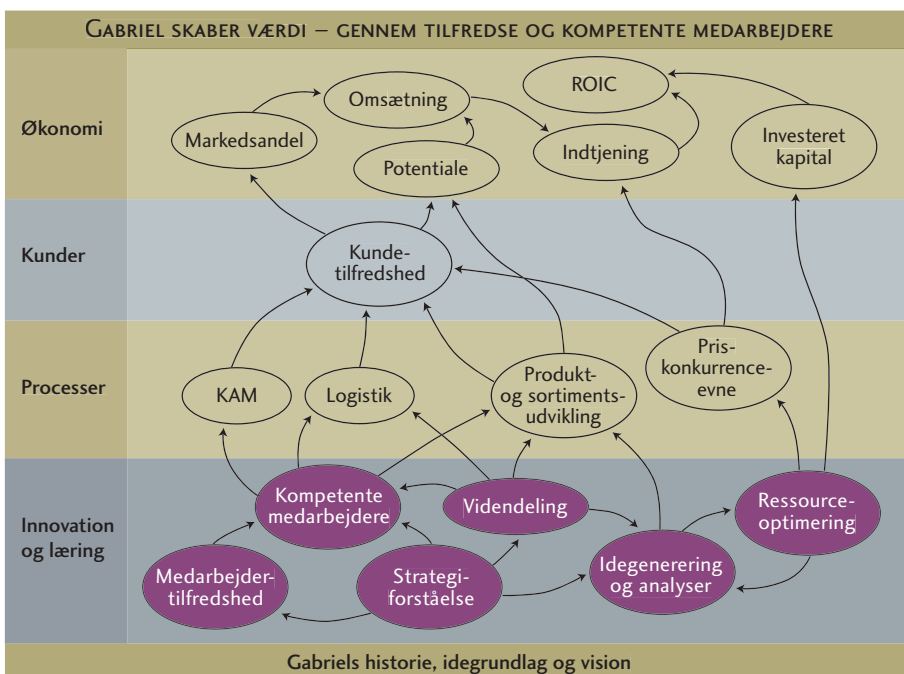 GABRIEL SKABER VÆRDI – GENNEM TILFREDSE OG KOMPETENTE MEDARBEJDERE
Økonomi
Markedsandel
Omsætning
Potentiale
ROIC
Indtjening
Investeret
kapital
Kunder
Kunde-
tilfredshed
Processer
KAM
Logistik
Produkt-
og sortiments-
udvikling
Pris-
konkurrence-
evne
Innovation
og læring
Kompetente
medarbejdere
Videndeling
Ressource-
optimering
Medarbejder-
tilfredshed
Strategi-
forståelse
Idegenerering
og analyser
Gabriels historie, idegrundlag og vision